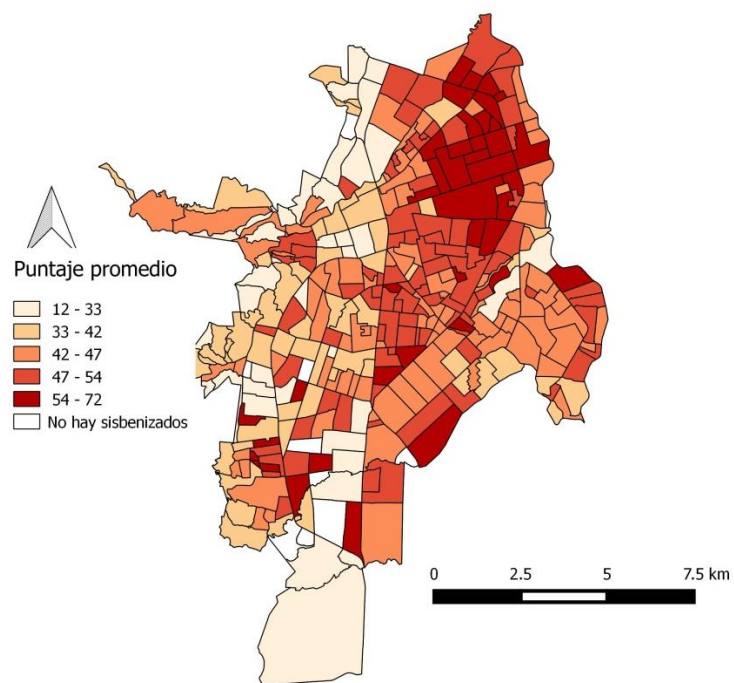 Puntaje promedio
12 - 33
33 - 42
42 - 47
47 - 54
54 - 72
No hay sisbenizados
0 2.5 5 7.5 km